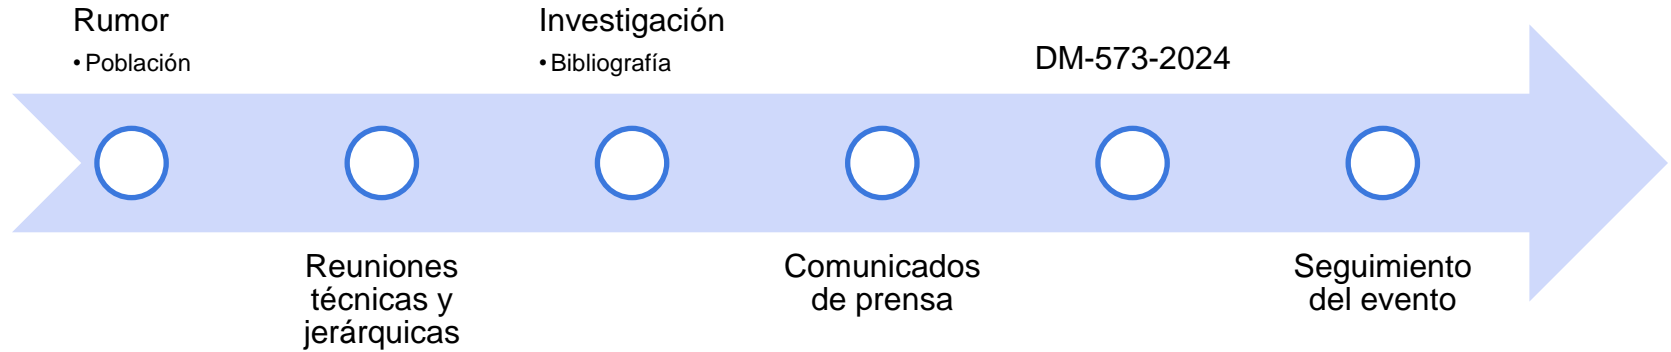 Rumor
• Población
Reuniones
técnicas y
jerárquicas
Investigación
• Bibliografía
Comunicados
de prensa
DM-573-2024
Seguimiento
del evento